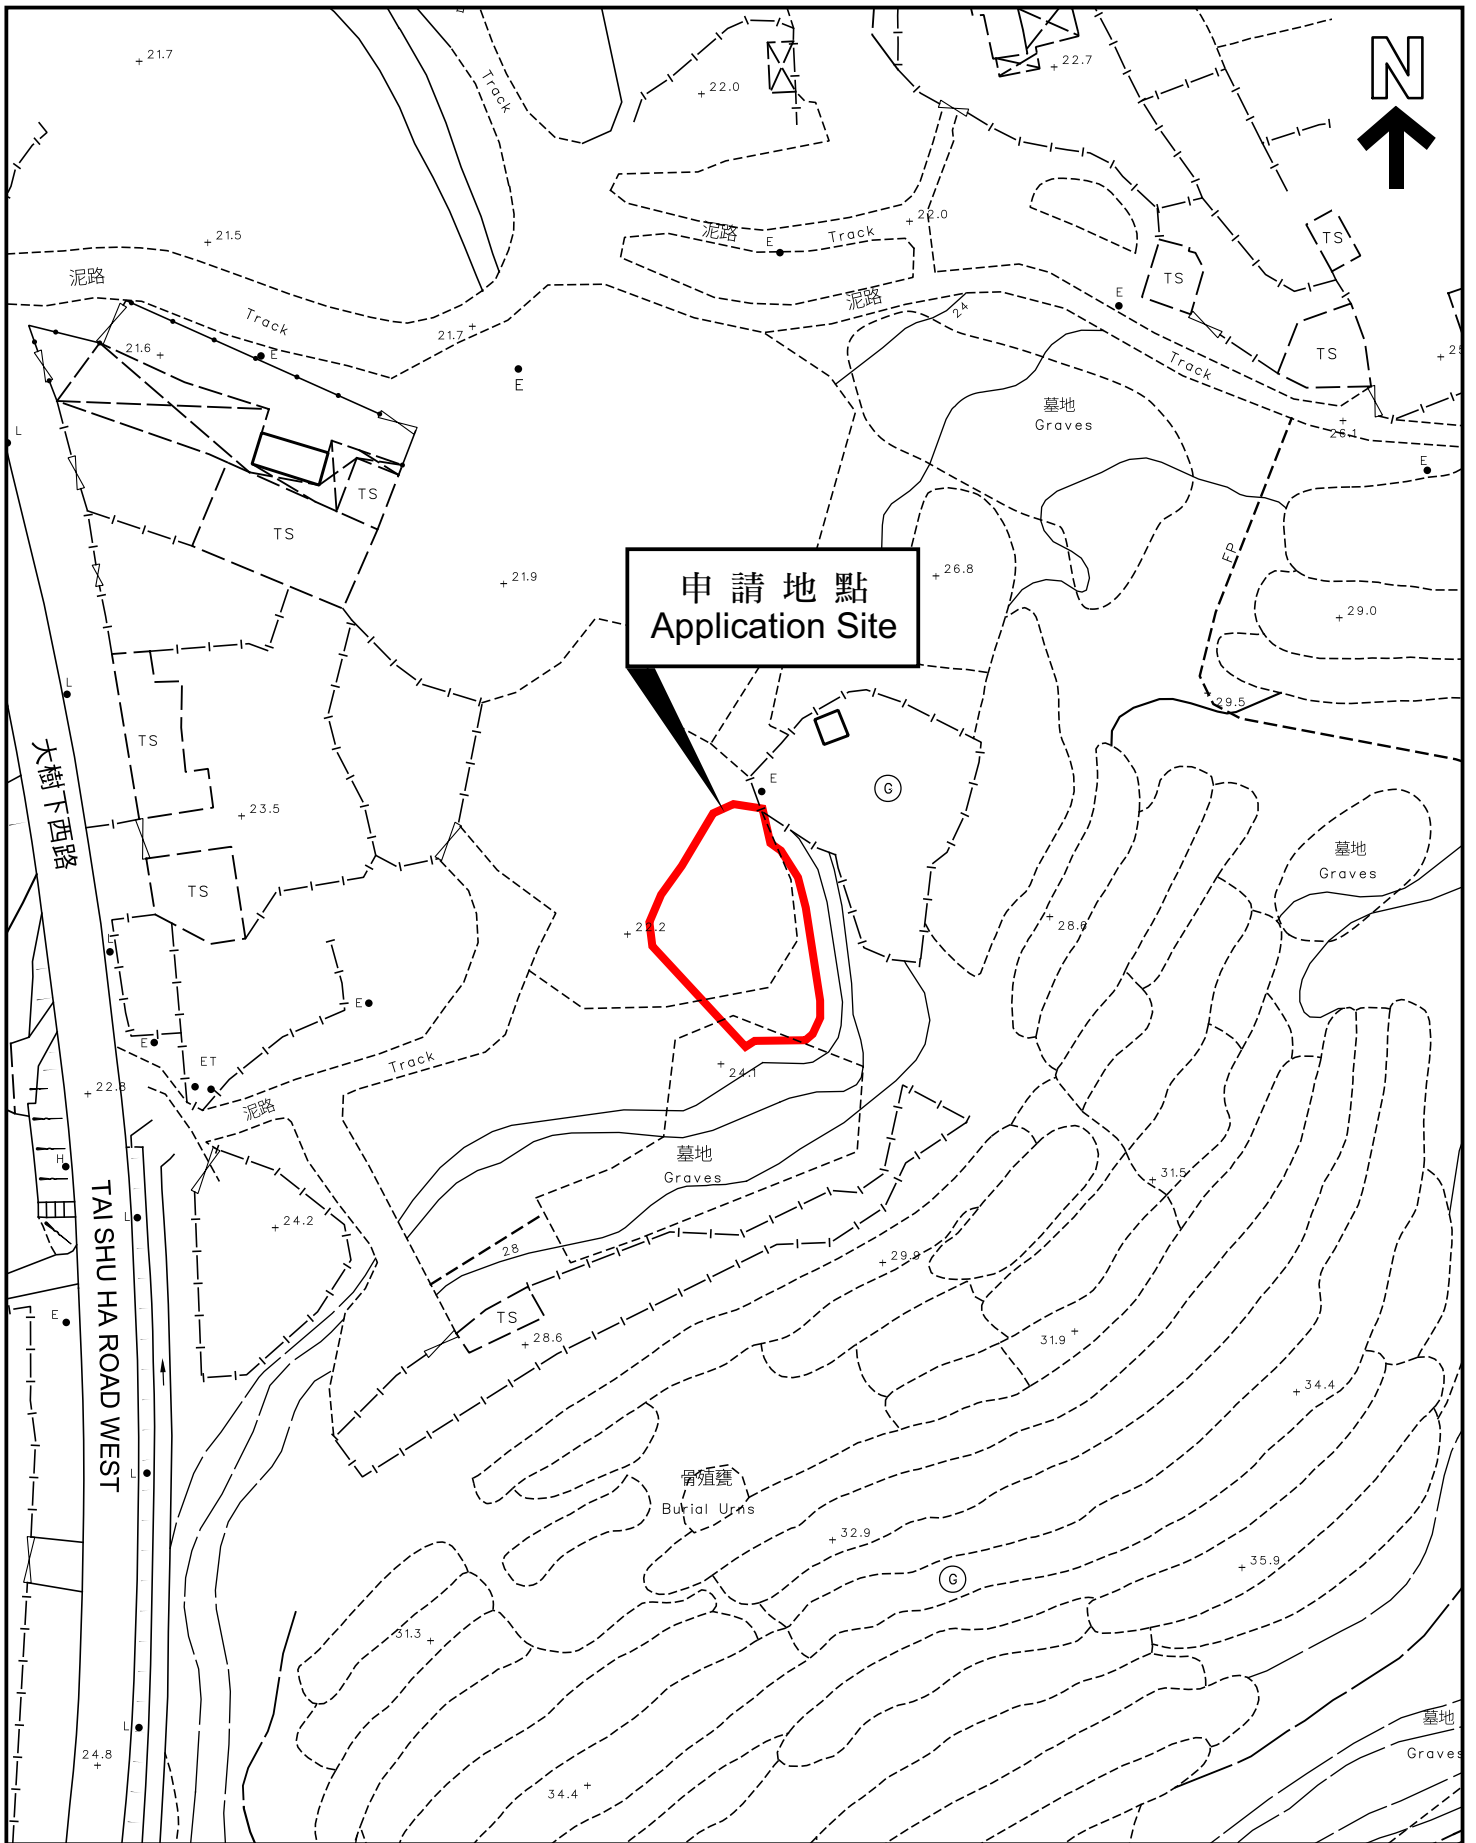 21.7
Track
22.0
22.7
N
21.5
泥路
E
Track
22.0
TS
泥路
TS
E
泥路
24
Track
21.7
21.6
E
E
TS
Track
墓地
Graves
26.1
L
E
TS
TS
FP
21.9
申請地點
Application Site
26.8
29.0
29.5
L
TS
大樹下西路
23.5
E
G
墓地
Graves
TS
22.2
28.6
L
E
E
ET
Track
24.1
22.8
泥路
墓地
Graves
H
31.5
TAI SHU HA ROAD WEST
L
24.2
28
29.9
E
TS
28.6
31.9
34.4
L
骨殖甕
Burial Urns
32.9
G
35.9
31.3
L
墓地
Graves
24.8
34.4